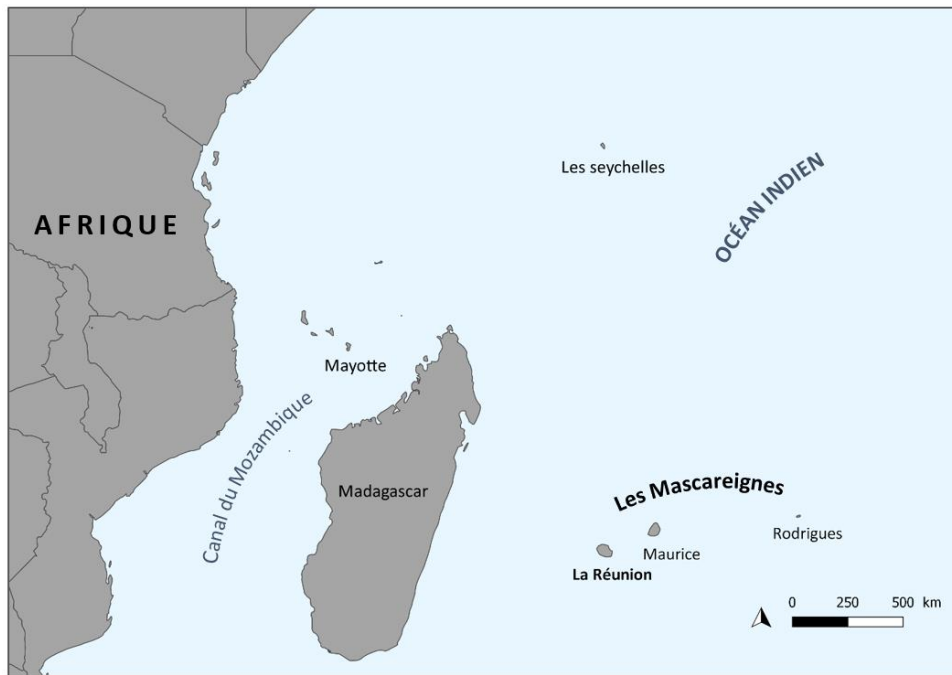 Les seychelles
OCÉAN INDIEN
AFRIQUE
Mayotte
Canal du Mozambique
Madagascar
Les Mascareignes
Rodrigues
Maurice
La Réunion
0 250 500 km